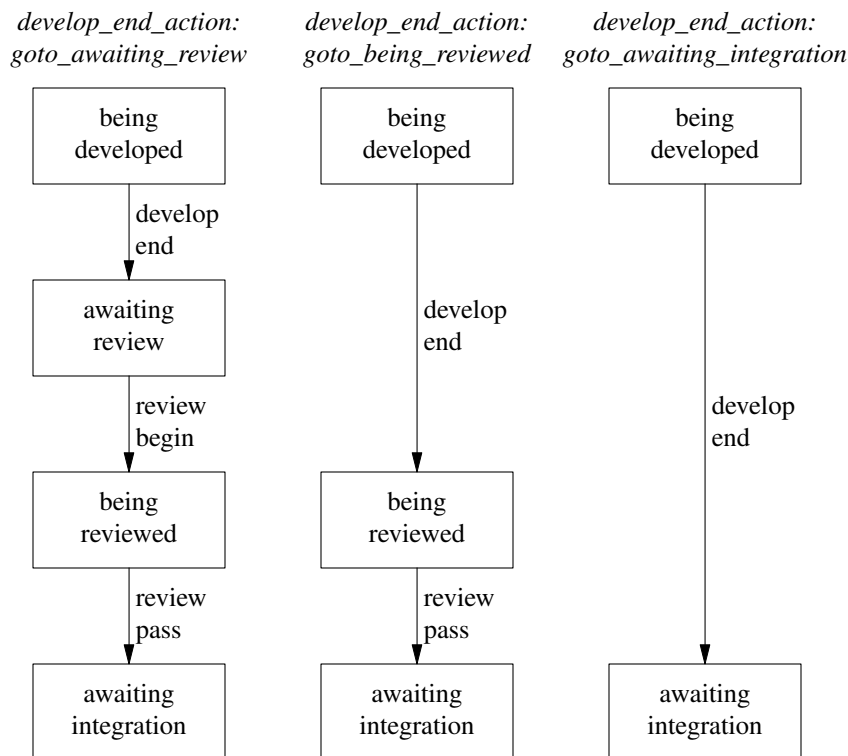 develop_end_action:
goto_awaiting_review
being
developed
develop
end
awaiting
review
review
begin
being
reviewed
review
pass
awaiting
integration
develop_end_action:
goto_being_reviewed
being
developed
develop
end
being
reviewed
review
pass
awaiting
integration
develop_end_action:
goto_awaiting_integration
being
developed
develop
end
awaiting
integration